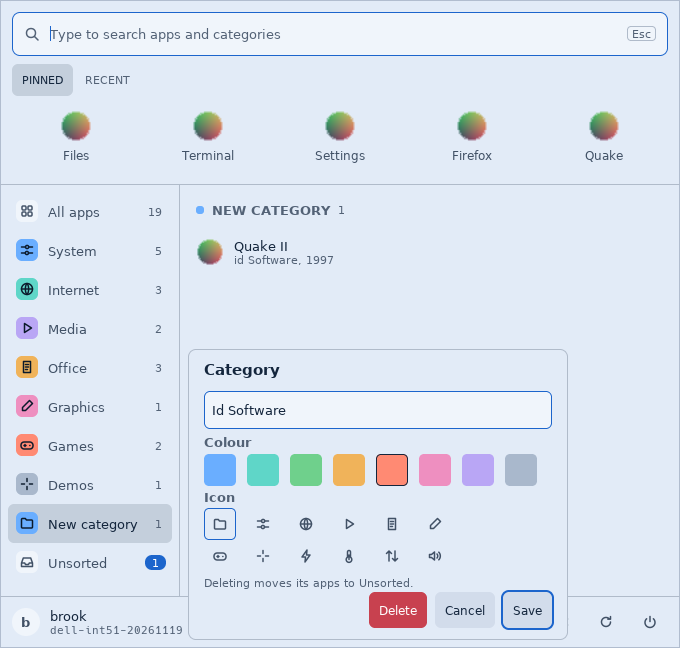 Type to search apps and categories
Esc
PINNED
RECENT
Files
Terminal
Settings
Firefox
Quake
All apps 19
System 5
Internet 3
Media 2
Office 3
Graphics 1
Games 2
Demos 1
New category 1
Unsorted 1
NEW CATEGORY 1
Quake II
id Software, 1997
Category
Id Software
Colour
Icon
Deleting moves its apps to Unsorted.
Delete
Cancel
Save
b
brook
dell-int51-20261119